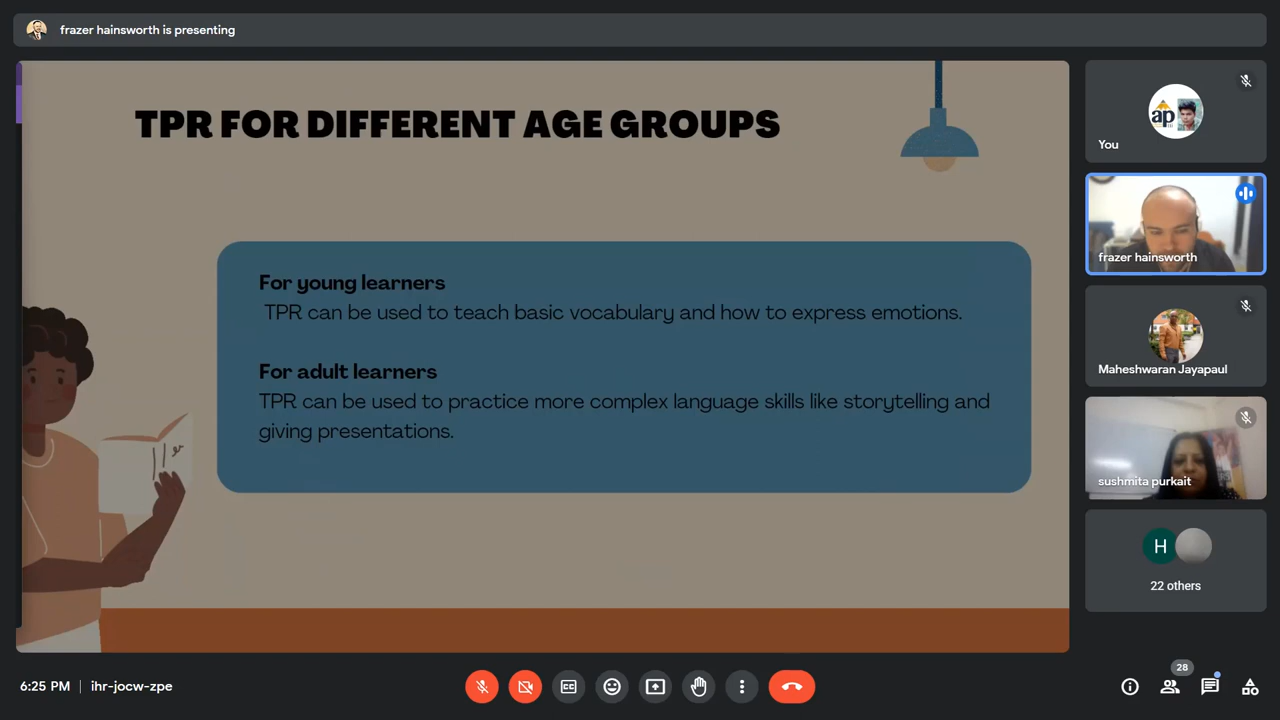 frazer hainsworth is presenting
TPR FOR DIFFERENT AGE GROUPS
For young learners
TPR can be used to teach basic vocabulary and how to express emotions.
For adult learners
TPR can be used to practice more complex language skills like storytelling and
giving presentations.
ap
You
frazer hainsworth
Maheshwaran Jayapaul
sushmita purkait
H
22 others
6:25 PM
ihr-jocw-zpe
CC
28